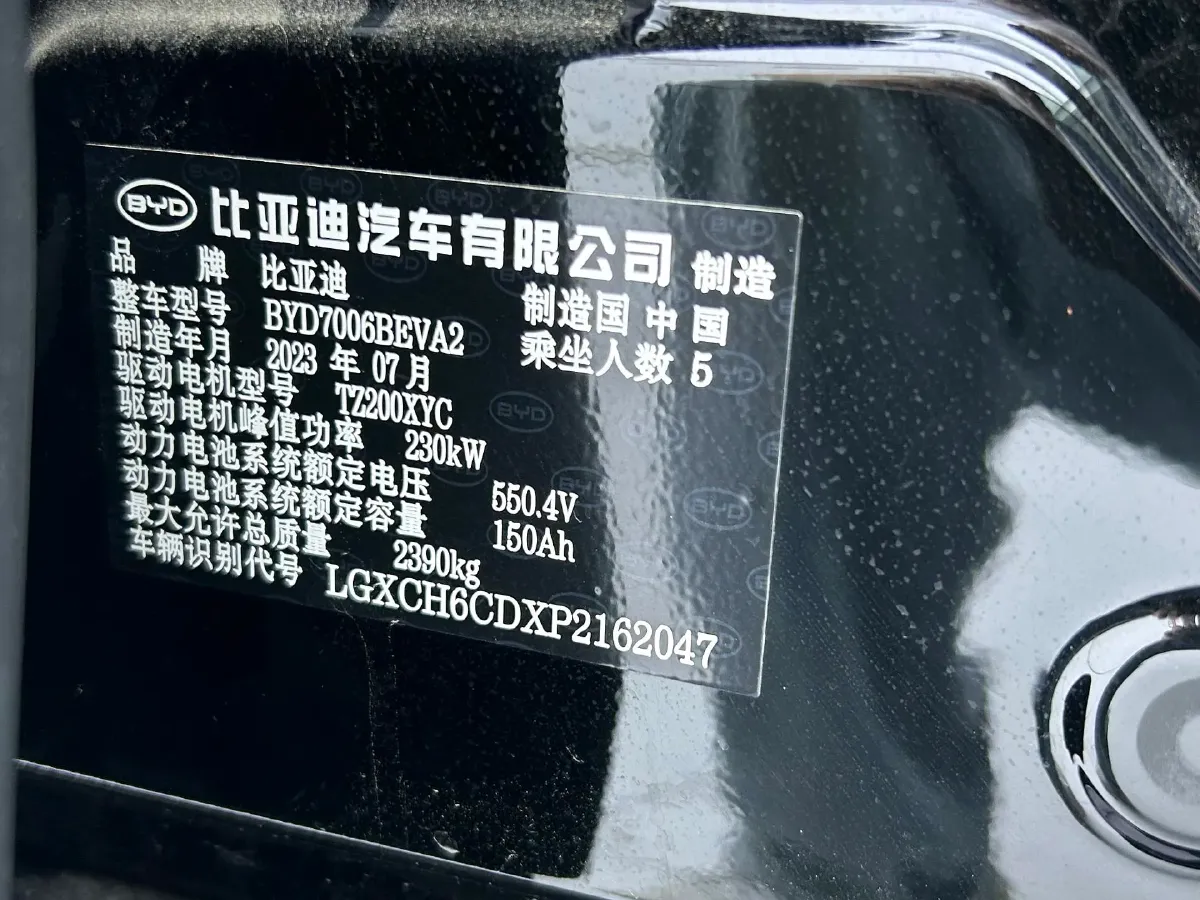 BYD 比亚迪汽车有限公司 制造
品 牌 比亚迪 制造国 中国
整车型号 BYD7006BEVA2 乘坐人数 5
制造年月 2023 年 07 月
驱动电机型号 TZ200XYC
驱动电机峰值功率 230kW
动力电池系统额定电压 550.4V
动力电池系统额定容量 150Ah
最大允许总质量 2390kg
车辆识别代号 LGXCH6CDXP2162047